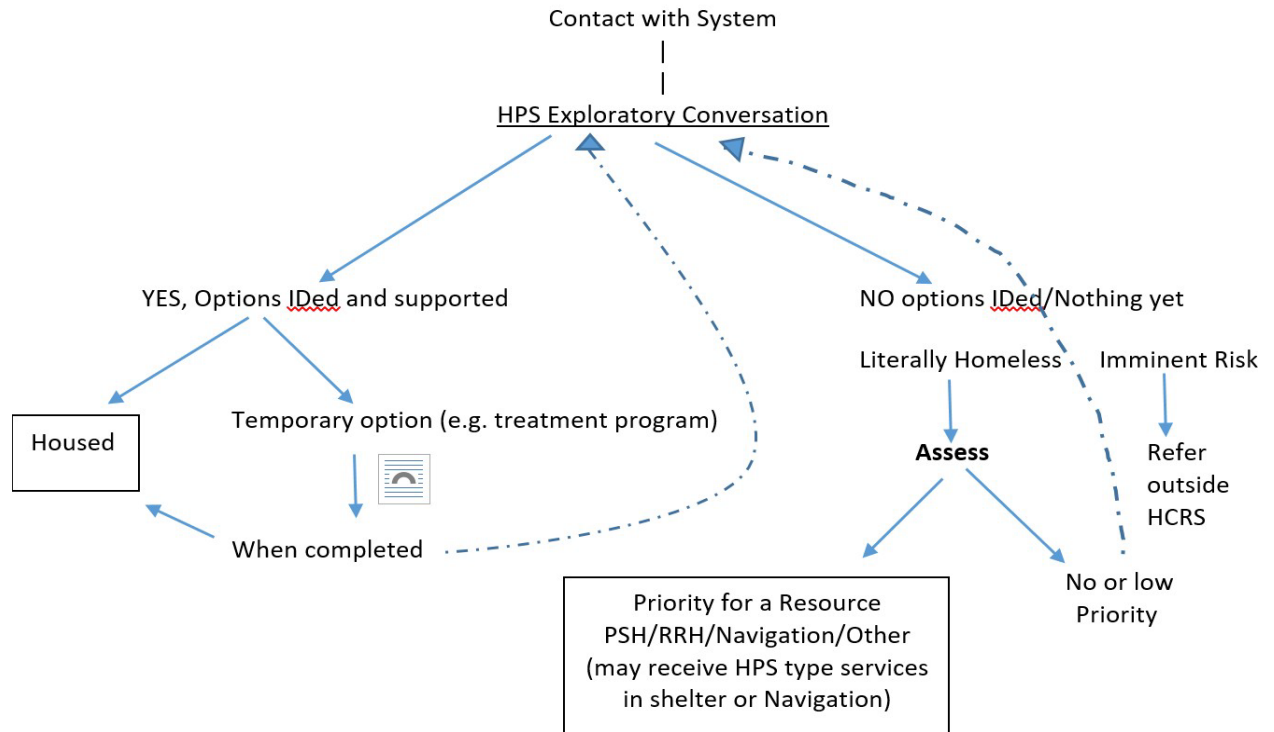 Contact with System
HPS Exploratory Conversation
YES, Options IDed and supported
NO options IDed/Nothing yet
Literally Homeless
Imminent Risk
Housed
Temporary option (e.g. treatment program)
Assess
Refer
outside
HCRS
When completed
Priority for a Resource
PSH/RRH/Navigation/Other
(may receive HPS type services
in shelter or Navigation)
No or low
Priority